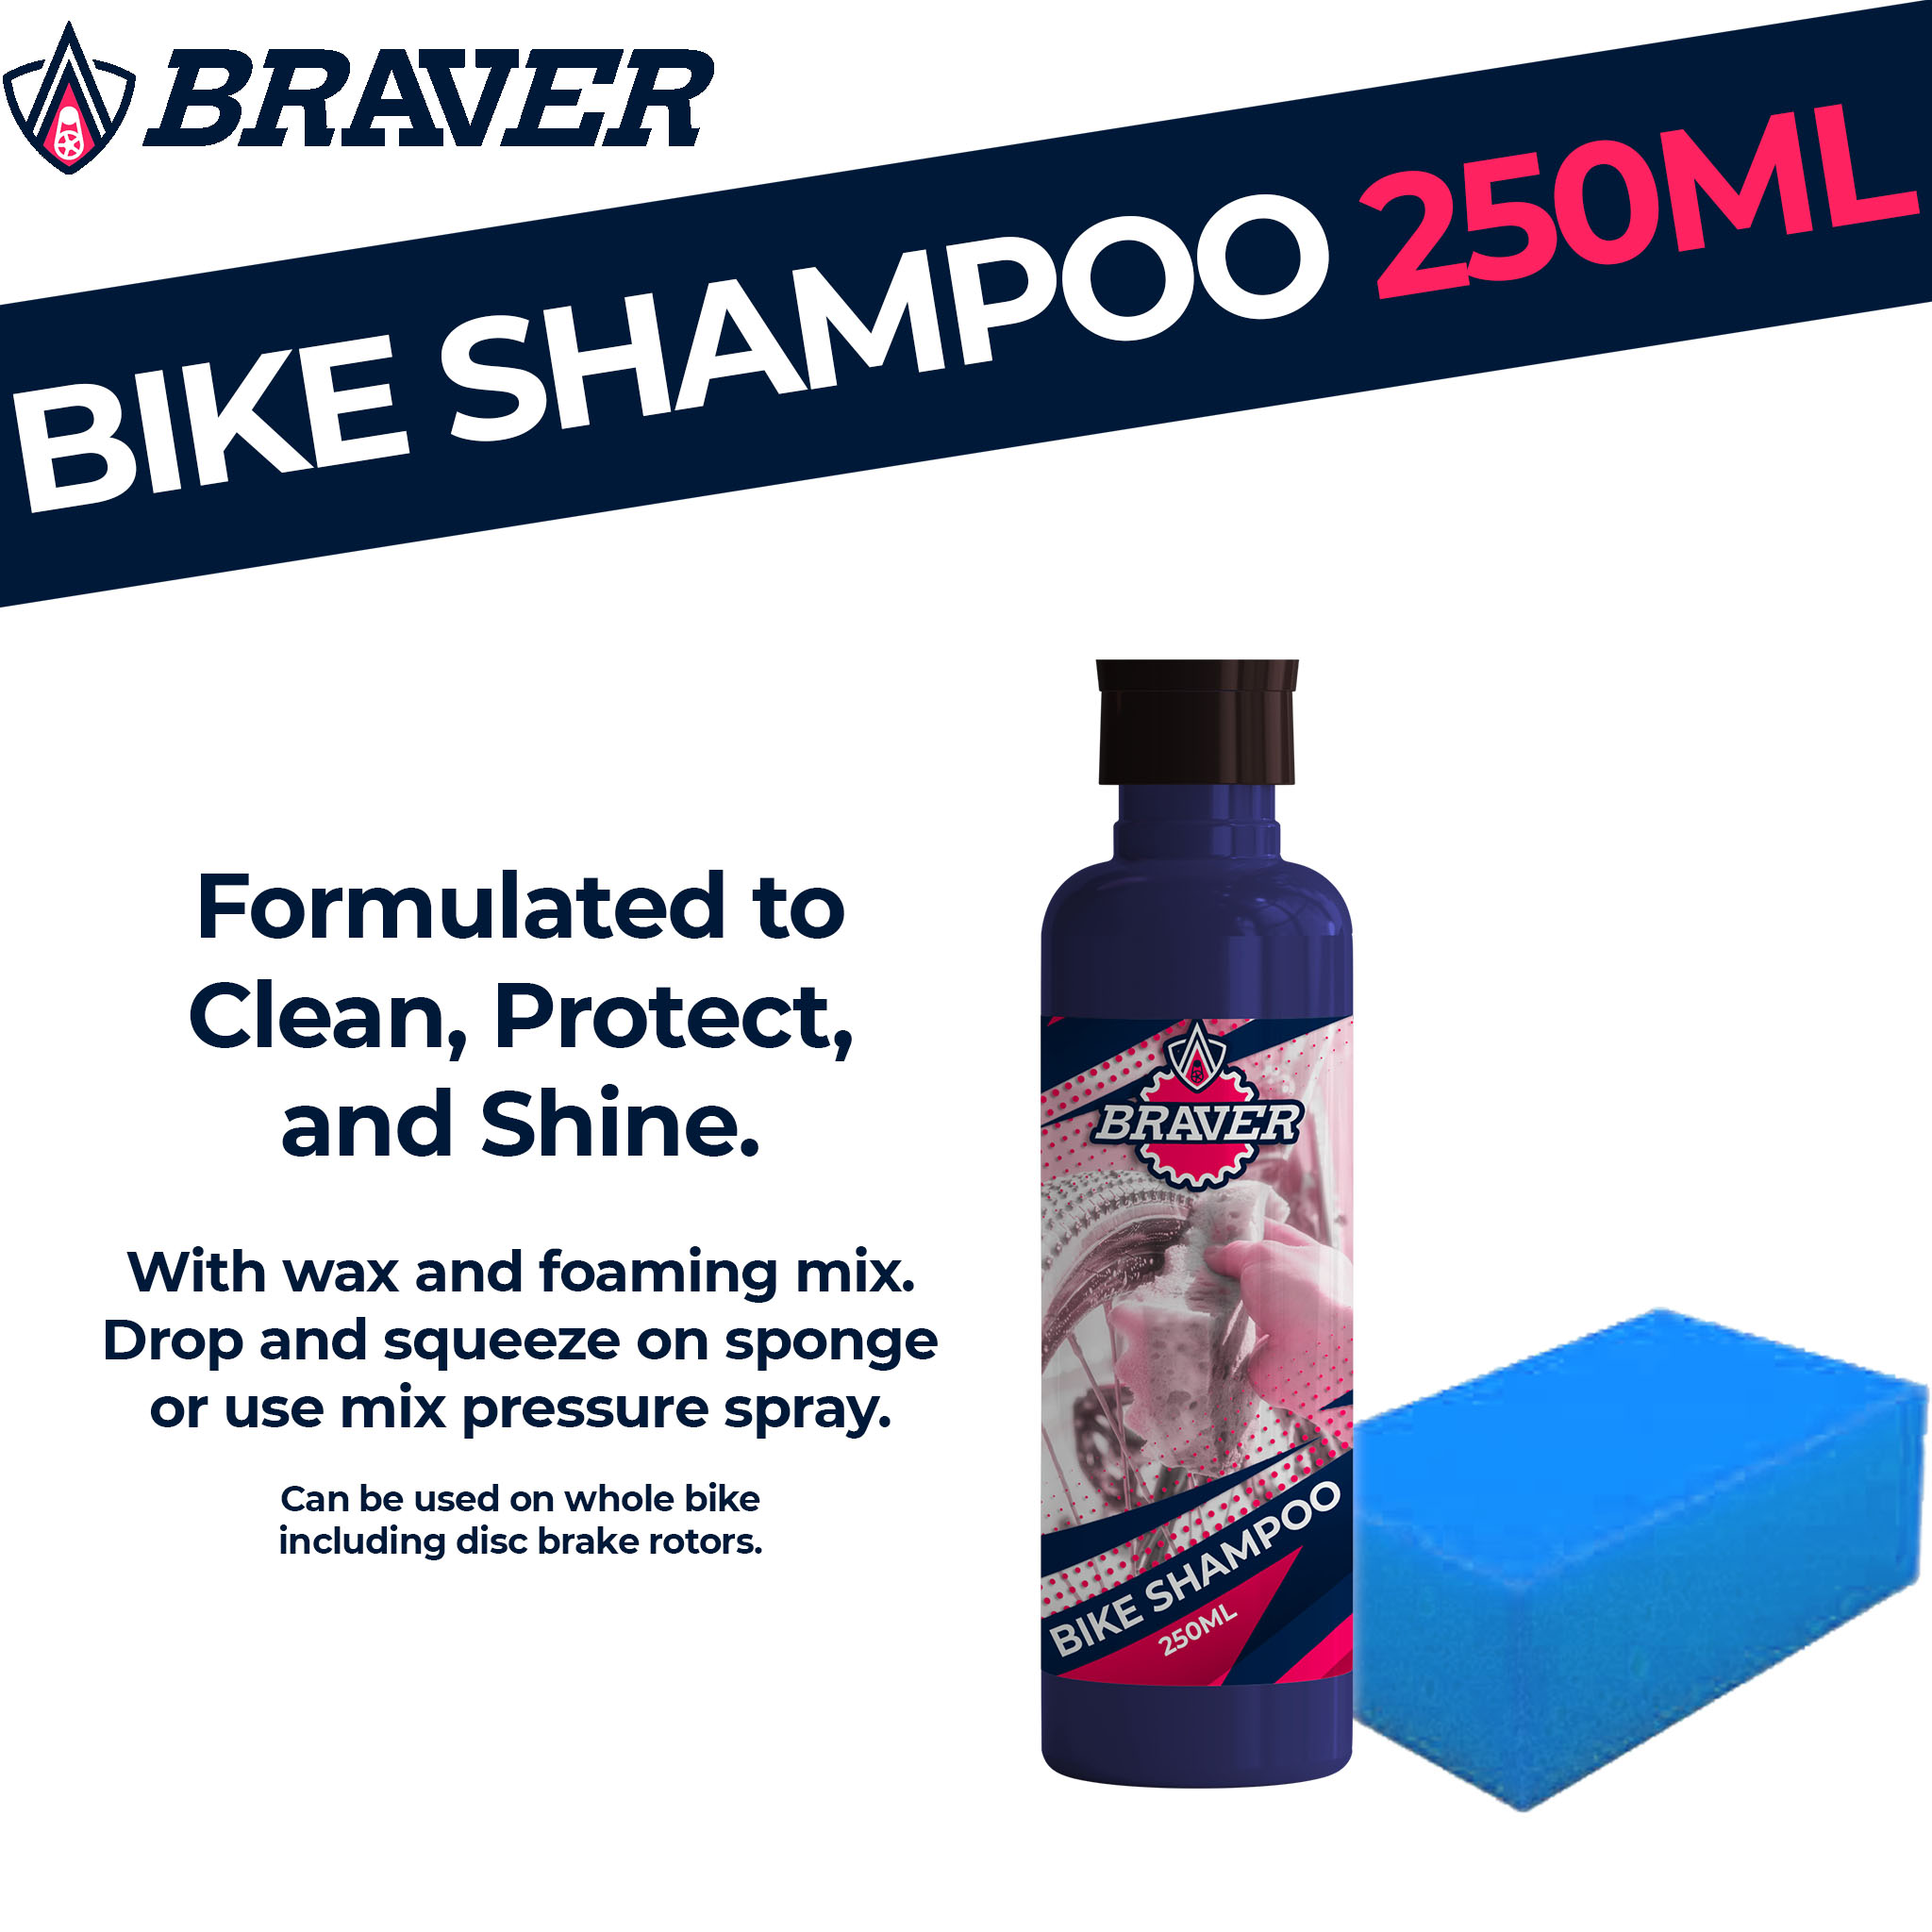 BRAVER
BIKE SHAMPOO 250ML
Formulated to
Clean, Protect,
and Shine.
With wax and foaming mix.
Drop and squeeze on sponge
or use mix pressure spray.
Can be used on whole bike
including disc brake rotors.
BRAVER
BIKE SHAMPOO
250ML